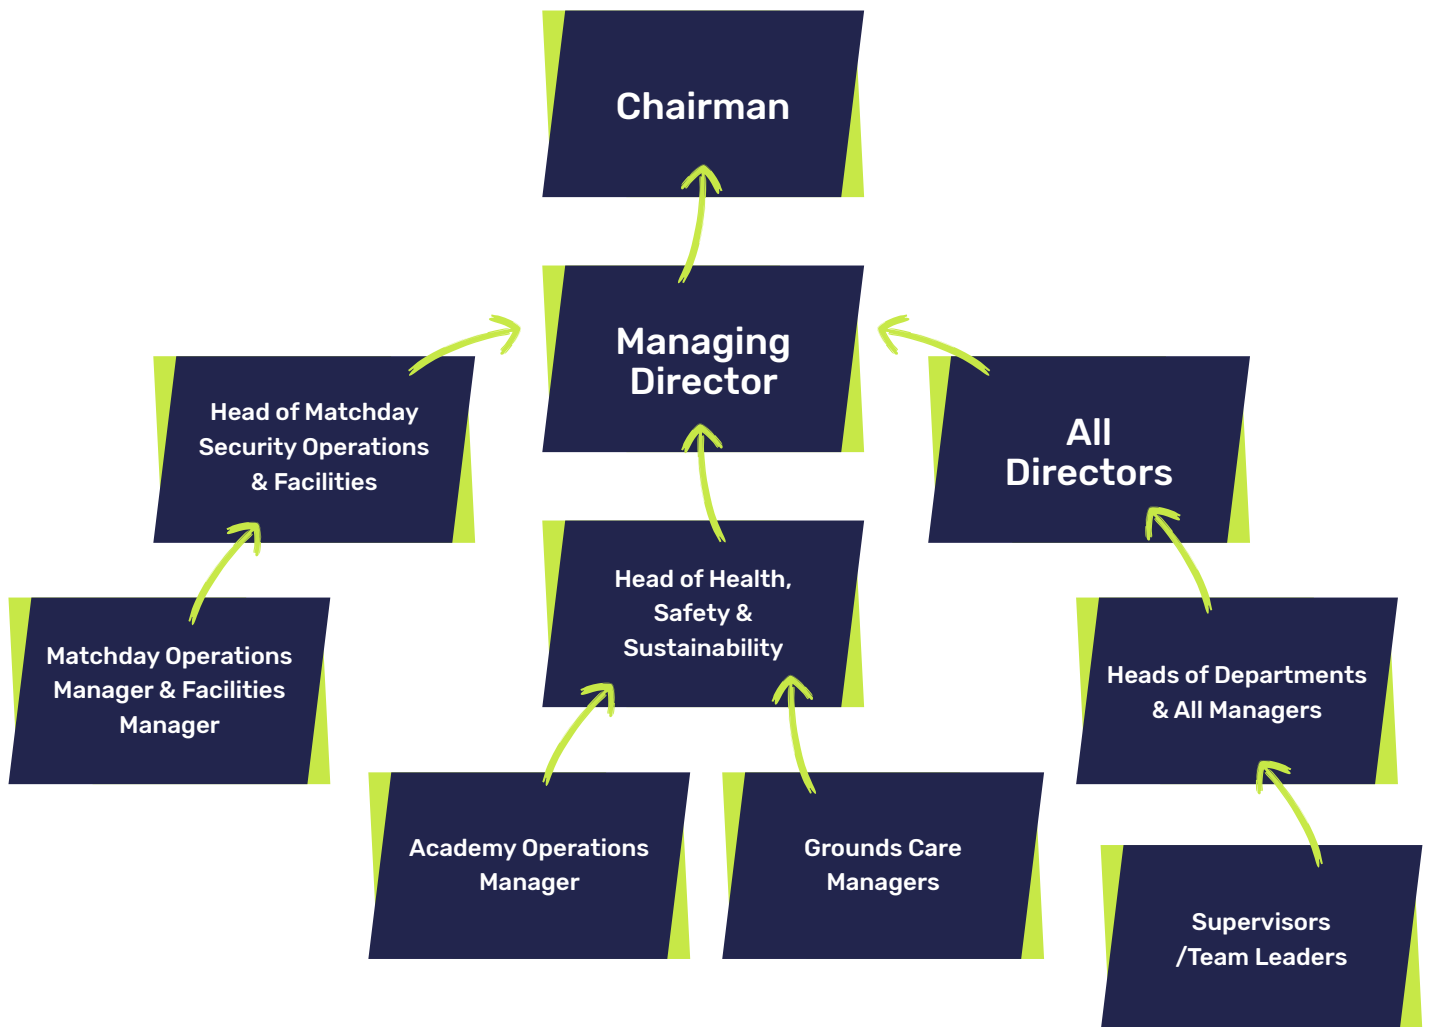 Chairman
Managing
Director
Head of Matchday
Security Operations
& Facilities
All
Directors
Head of Health,
Safety &
Sustainability
Matchday Operations
Manager & Facilities
Manager
Heads of Departments
& All Managers
Academy Operations
Manager
Grounds Care
Managers
Supervisors
/Team Leaders